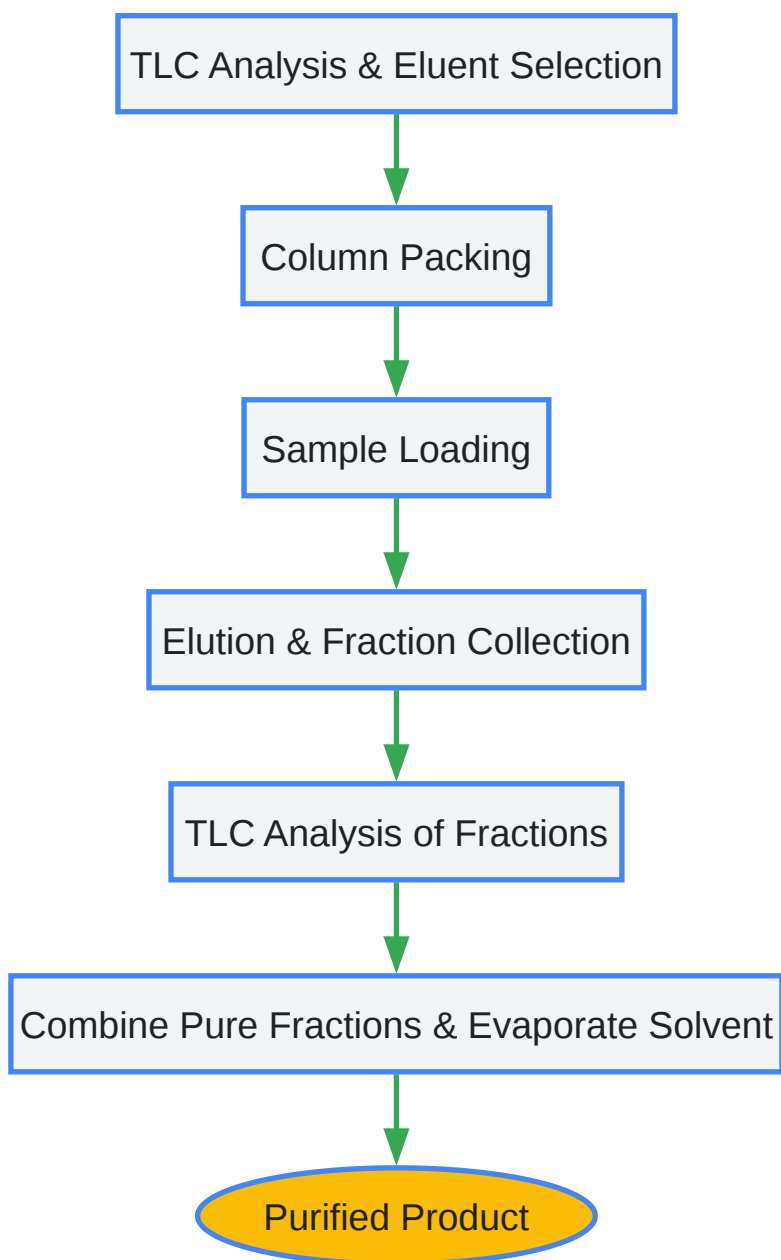 TLC Analysis & Eluent Selection
Column Packing
Sample Loading
Elution & Fraction Collection
TLC Analysis of Fractions
Combine Pure Fractions & Evaporate Solvent
Purified Product